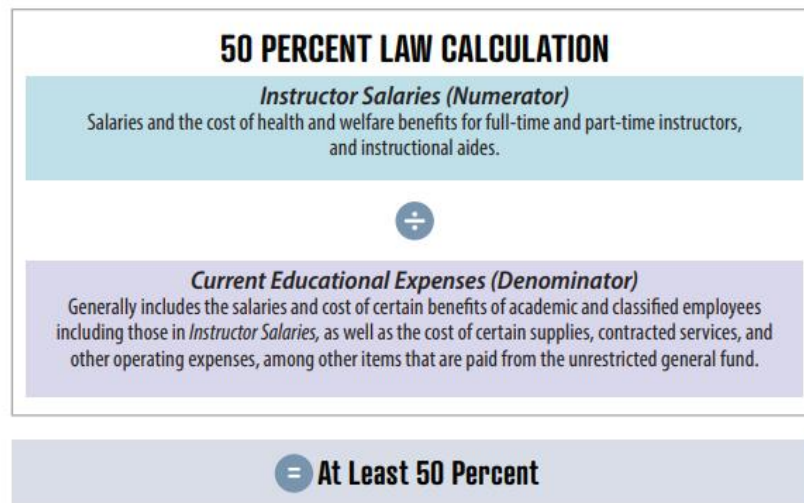 50 PERCENT LAW CALCULATION
Instructor Salaries (Numerator)
Salaries and the cost of health and welfare benefits for full-time and part-time instructors,
and instructional aides.
÷
Current Educational Expenses (Denominator)
Generally includes the salaries and cost of certain benefits of academic and classified employees
including those in Instructor Salaries, as well as the cost of certain supplies, contracted services, and
other operating expenses, among other items that are paid from the unrestricted general fund.
= At Least 50 Percent